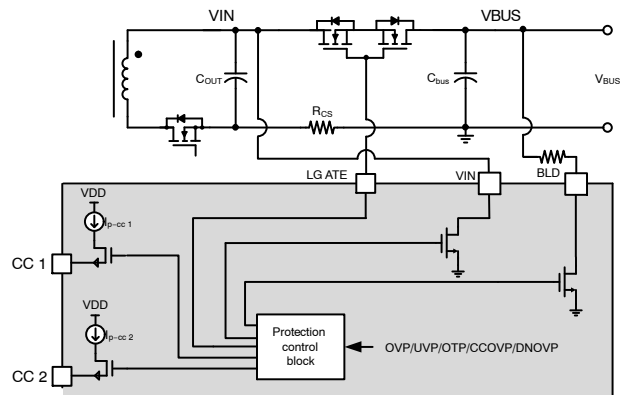 VIN
VBUS
COUT
Cbus
VBUS
RCS
LG ATE
VIN
BLD
VDD
Ip-cc 1
CC 1
VDD
Ip-cc 2
CC 2
Protection
control
block
OVP/UVP/OTP/CCOVP/DNOVP